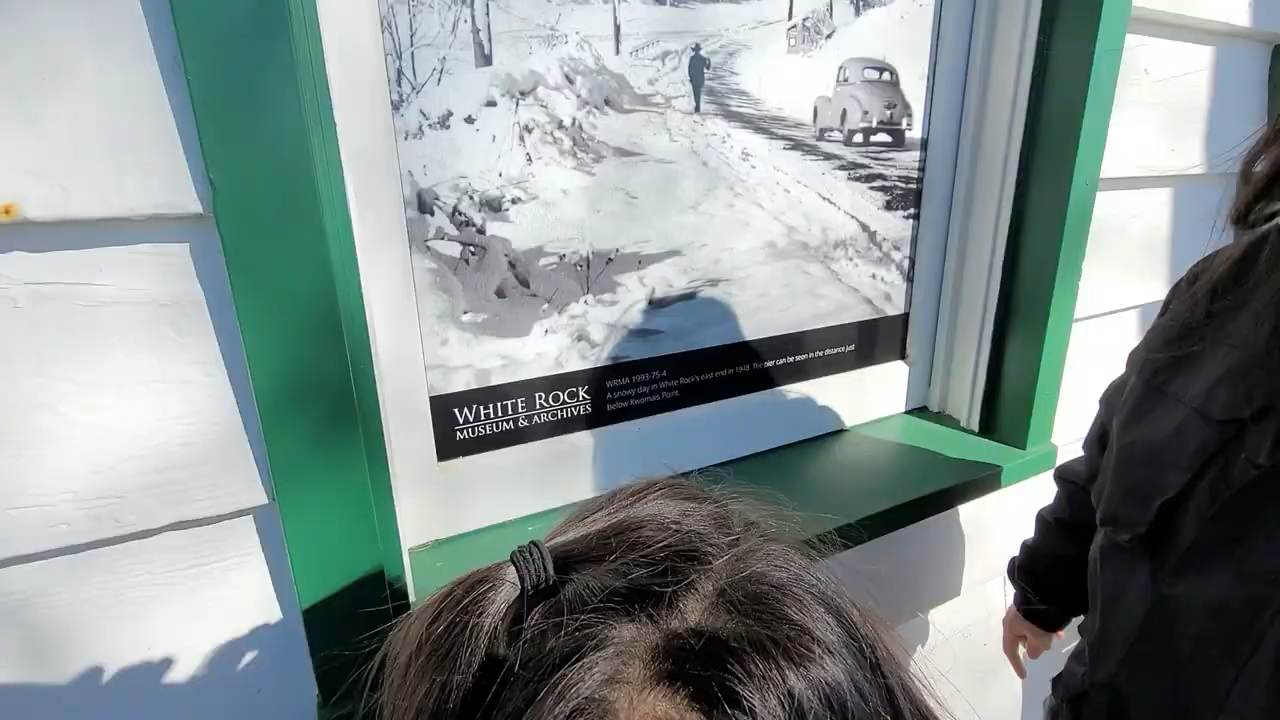 WHITE ROCK
MUSEUM & ARCHIVES
WRMA 1993-75-4
A snowy day in White Rock's east end in 1948. The pier can be seen in the distance just
below Kwomais Point.